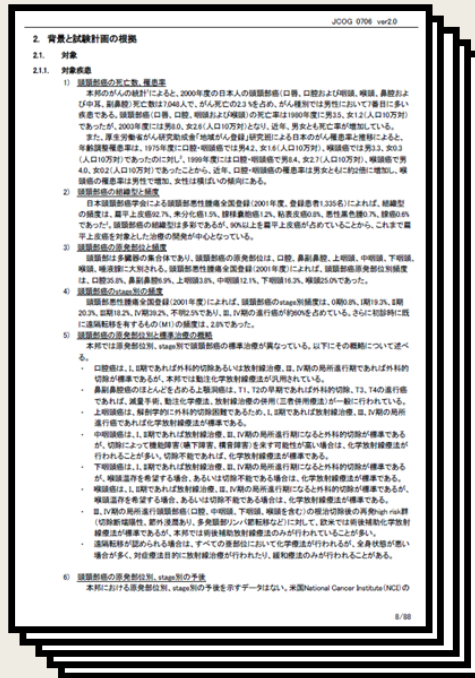 JCOG 0706 ver2.0
2. 背景と試験計画の根拠
2.1. 対象
2.1.1. 対象疾患
1) 頭頸部癌の死亡数、罹患率
本邦のがんの統計によると、2000年度の日本人の頭頸部癌(口唇、口腔および咽頭、喉頭、鼻腔およ
び中耳、副鼻腔)死亡数は7,048人で、がん死亡の2.3%を占め、がん種別では男性において7番目に多い
疾患である。頭頸部癌(口唇、口腔、咽頭および喉頭)の死亡率は1980年度に男3.5、女1.2(人口10万対)
であったが、2003年度には男8.0、女2.6(人口10万対)となり、近年、男女とも死亡率が増加している。
また、厚生労働省がん研究助成金「地域がん登録」研究班による日本のがん罹患率と推移によると、
年齢調整罹患率は、1975年度に口腔・咽頭癌では男4.2、女1.6(人口10万対)、喉頭癌では男3.3、女0.3
(人口10万対)であったのに対し、1999年度には口腔・咽頭癌で男8.4、女2.7(人口10万対)、喉頭癌で男
4.0、女0.2(人口10万対)であったことから、近年、口腔・咽頭癌の罹患率は男女ともに約2倍に増加し、喉
頭癌の罹患率は男性で増加、女性は横ばいの傾向にある。
2) 頭頸部癌の組織型と頻度
日本頭頸部癌学会による頭頸部悪性腫瘍全国登録(2001年度、登録患者1,335名)によれば、組織型
の頻度は、扁平上皮癌92.7%、未分化癌1.5%、腺様嚢胞癌1.2%、粘表皮癌0.8%、悪性黒色腫0.7%、腺癌0.6%
であった。頭頸部癌の組織型は多彩であるが、90%以上を扁平上皮癌が占めていることから、これまで扁
平上皮癌を対象とした治療の開発が中心となっている。
3) 頭頸部癌の原発部位と頻度
頭頸部は多臓器の集合体であり、頭頸部癌の原発部位は、口腔、鼻副鼻腔、上咽頭、中咽頭、下咽頭、
喉頭、唾液腺に大別される。頭頸部悪性腫瘍全国登録(2001年度)によれば、頭頸部癌原発部位別頻度
は、口腔35.8%、鼻副鼻腔6.9%、上咽頭3.8%、中咽頭12.1%、下咽頭16.3%、喉頭25.0%であった。
4) 頭頸部癌のstage別の頻度
頭頸部悪性腫瘍全国登録(2001年度)によれば、頭頸部癌のstage別頻度は、0期0.8%、I期19.3%、II期
20.3%、III期18.2%、IV期39.2%、不明2.5%であり、III、IV期の進行癌が約60%を占めている。さらに初診時に既
に遠隔転移を有するもの(M1)の頻度は、2.8%であった。
5) 頭頸部癌の原発部位別と標準治療の概略
本邦では原発部位別、stage別で頭頸部癌の標準治療が異なっている。以下にその概略について述べ
る。
・ 口腔癌は、I、II期であれば外科的切除あるいは放射線治療、III、IV期の局所進行期であれば外科的
切除が標準であるが、本邦では動注化学放射線療法が汎用されている。
・ 鼻副鼻腔癌のほとんどを占める上顎洞癌は、T1、T2の早期であれば外科的切除、T3、T4の進行癌
であれば、減量手術、動注化学療法、放射線治療の併用(三者併用療法)が一般に行われている。
・ 上咽頭癌は、解剖学的に外科的切除困難であるため、I、II期であれば放射線治療、III、IV期の局所
進行癌であれば化学放射線療法が標準である。
・ 中咽頭癌は、I、II期であれば放射線治療、III、IV期の局所進行期になると外科的切除が標準である
が、切除によって機能障害(嚥下障害、構音障害)を来す可能性が高い場合は、化学放射線療法が
行われることが多い。切除不能であれば、化学放射線療法が標準である。
・ 下咽頭癌は、I、II期であれば放射線治療、III、IV期の局所進行期になると外科的切除が標準である
が、喉頭温存を希望する場合、あるいは切除不能である場合は、化学放射線療法が標準である。
・ 喉頭癌は、I、II期であれば放射線治療、III、IV期の局所進行期になると外科的切除が標準であるが、
喉頭温存を希望する場合、あるいは切除不能である場合は、化学放射線療法が標準である。
・ III、IV期の局所進行頭頸部癌(口腔、中咽頭、下咽頭、喉頭を含む)の根治切除後の再発high risk群
(切除断端陽性、節外浸潤あり、多発頸部リンパ節転移など)に対して、欧米では術後補助化学放射
線療法が標準であるが、本邦では術後補助放射線療法のみが行われていることが多い。
・ 遠隔転移が認められる場合は、すべての亜部位において化学療法が行われるが、全身状態が悪い
場合が多く、対症療法目的に放射線治療が行われたり、緩和療法のみが行われることがある。
6) 頭頸部癌の原発部位別、stage別の予後
本邦における原発部位別、stage別の予後を示すデータはない。米国National Cancer Institute(NCI)の
8/88